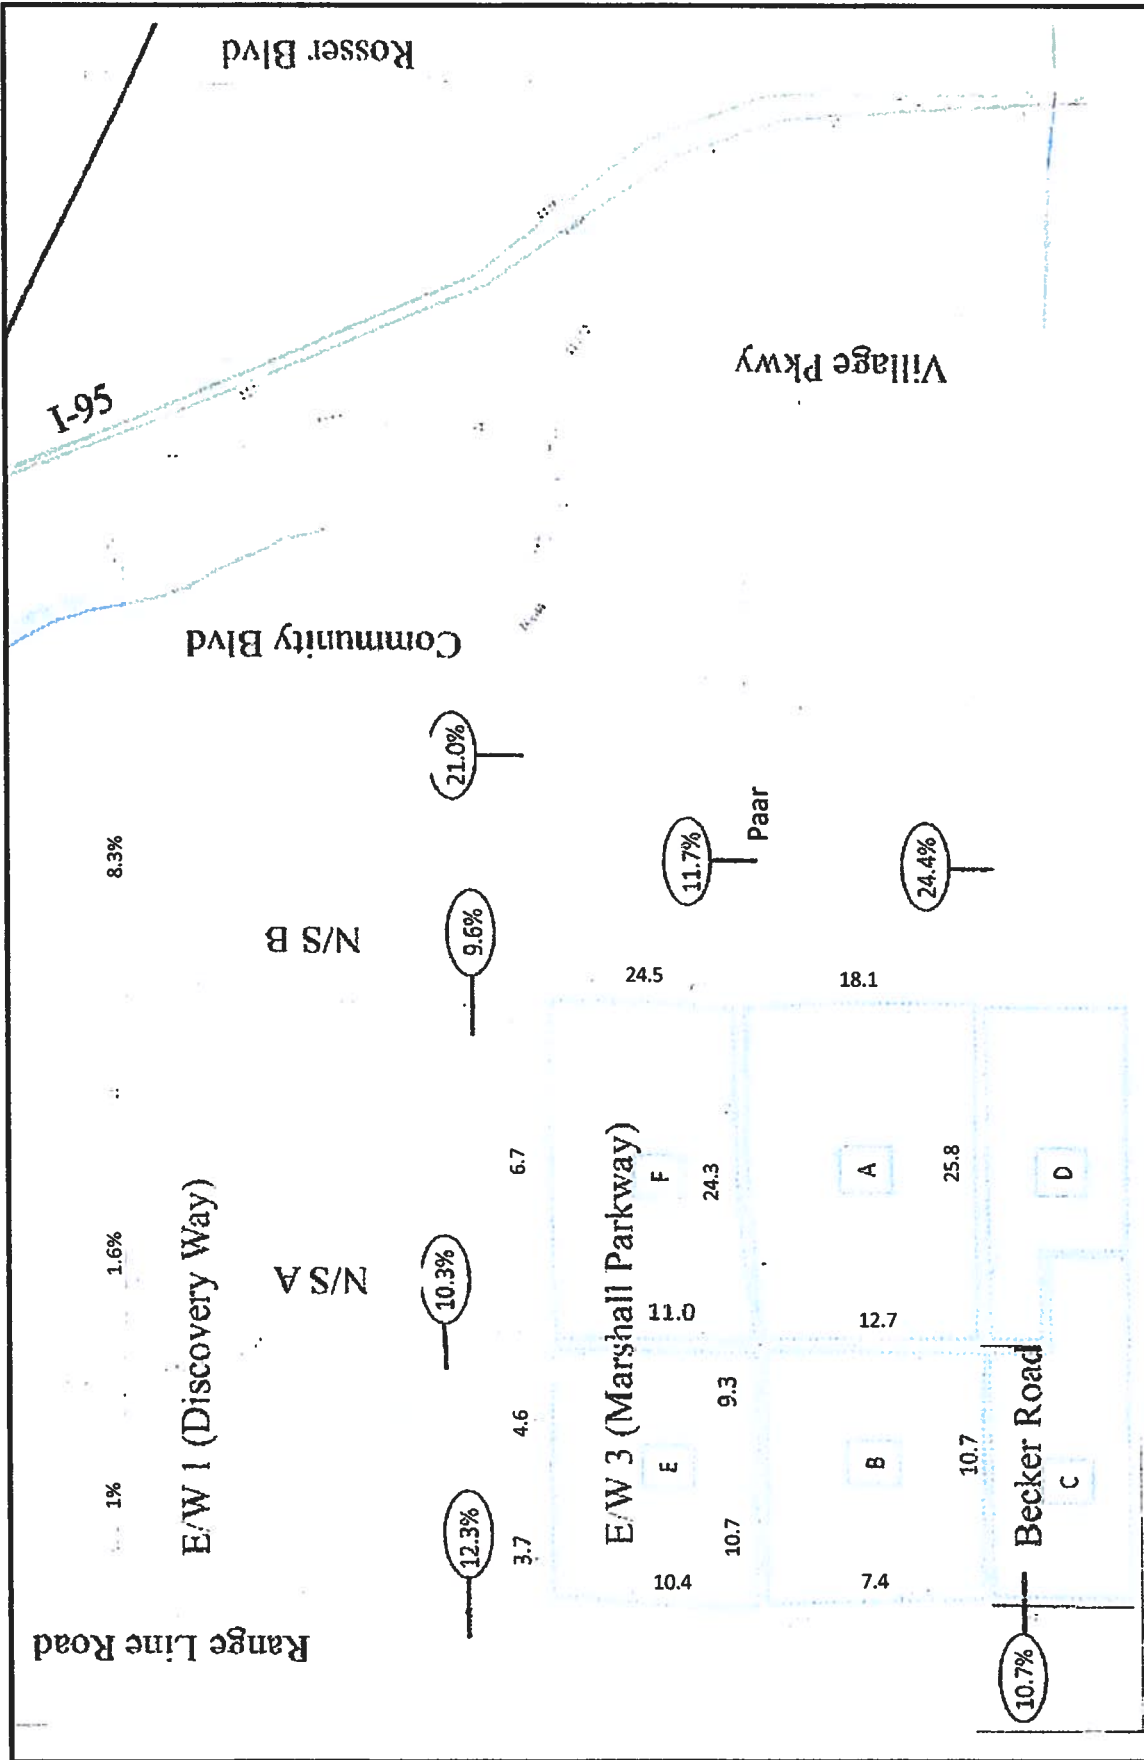 Rosser Blvd
I-95
Village Pkwy
Community Blvd
21.0%
8.3%
11.7%
Paar
24.4%
N/S B
9.6%
24.5
18.1
E/W 1 (Discovery Way)
1.6%
N/S A
10.3%
6.7
E/W 3 (Marshall Parkway)
F
24.3
A
25.8
D
11.0
12.7
1%
4.6
9.3
E
B
10.7
C
Becker Road
12.3%
3.7
10.7
10.4
7.4
Range Line Road
10.7%